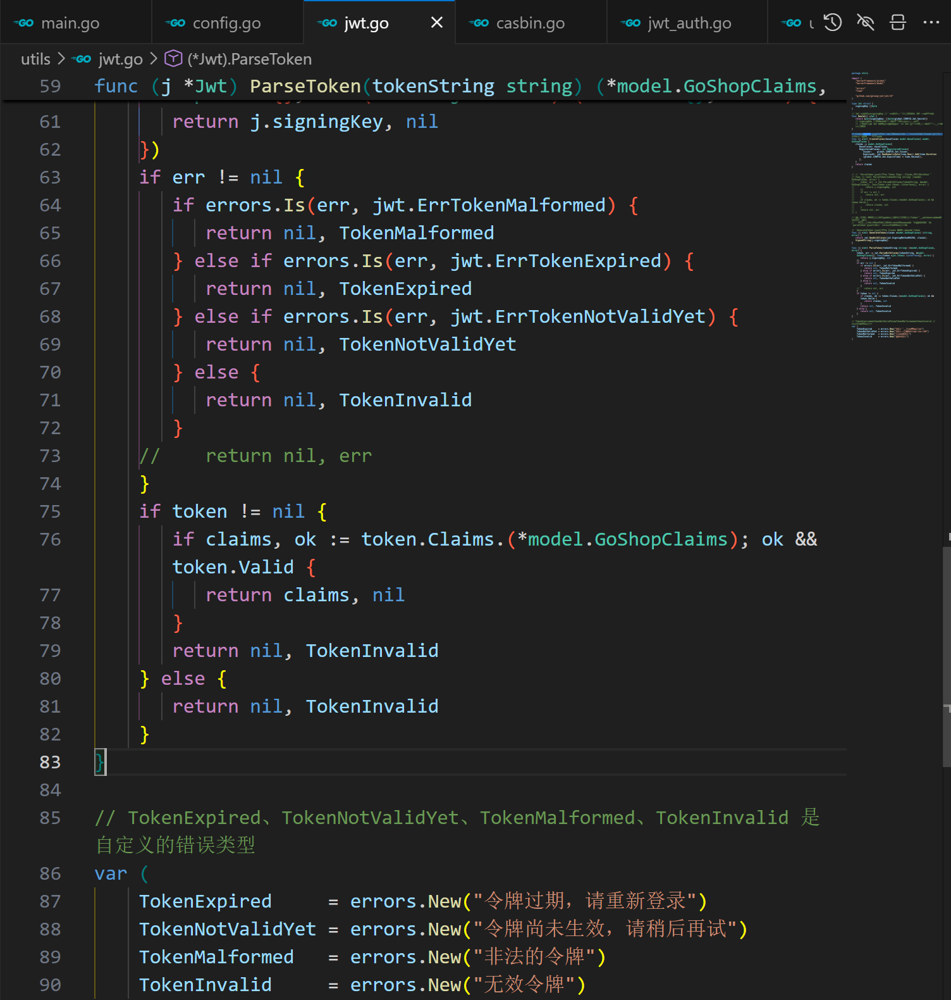 main.go config.go jwt.go casbin.go jwt_auth.go
utils > jwt.go > (*Jwt).ParseToken
59 func (j *Jwt) ParseToken(tokenString string) (*model.GoShopClaims,
61 return j.signingKey, nil
62 })
63 if err != nil {
64 if errors.Is(err, jwt.ErrTokenMalformed) {
65 return nil, TokenMalformed
66 } else if errors.Is(err, jwt.ErrTokenExpired) {
67 return nil, TokenExpired
68 } else if errors.Is(err, jwt.ErrTokenNotValidYet) {
69 return nil, TokenNotValidYet
70 } else {
71 return nil, TokenInvalid
72 }
73 // return nil, err
74 }
75 if token != nil {
76 if claims, ok := token.Claims.(*model.GoShopClaims); ok &&
token.Valid {
77 return claims, nil
78 }
79 return nil, TokenInvalid
80 } else {
81 return nil, TokenInvalid
82 }
83 }
84
85 // TokenExpired、TokenNotValidYet、TokenMalformed、TokenInvalid 是
自定义的错误类型
86 var (
87 TokenExpired = errors.New("令牌过期，请重新登录")
88 TokenNotValidYet = errors.New("令牌尚未生效，请稍后再试")
89 TokenMalformed = errors.New("非法的令牌")
90 TokenInvalid = errors.New("无效令牌")